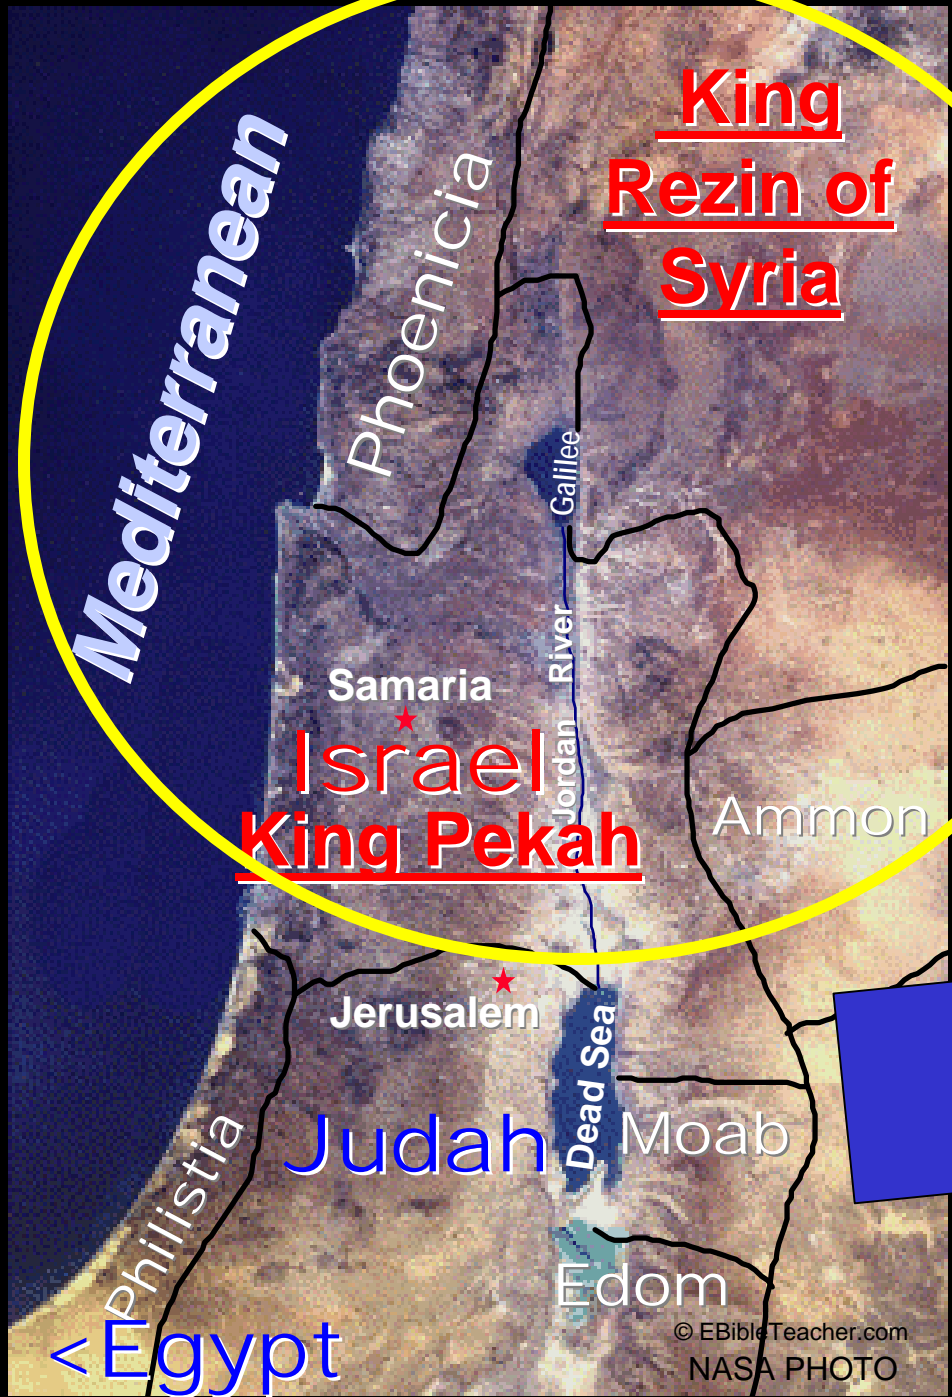 King
Rezin of
Syria
Mediterranean
Phoenicia
Galilee
Jordan River
Samaria
Israel
King Pekah
Ammon
Jerusalem
Dead Sea
Judah
Moab
Philistia
Edom
<Egypt
© EBibleTeacher.com
NASA PHOTO